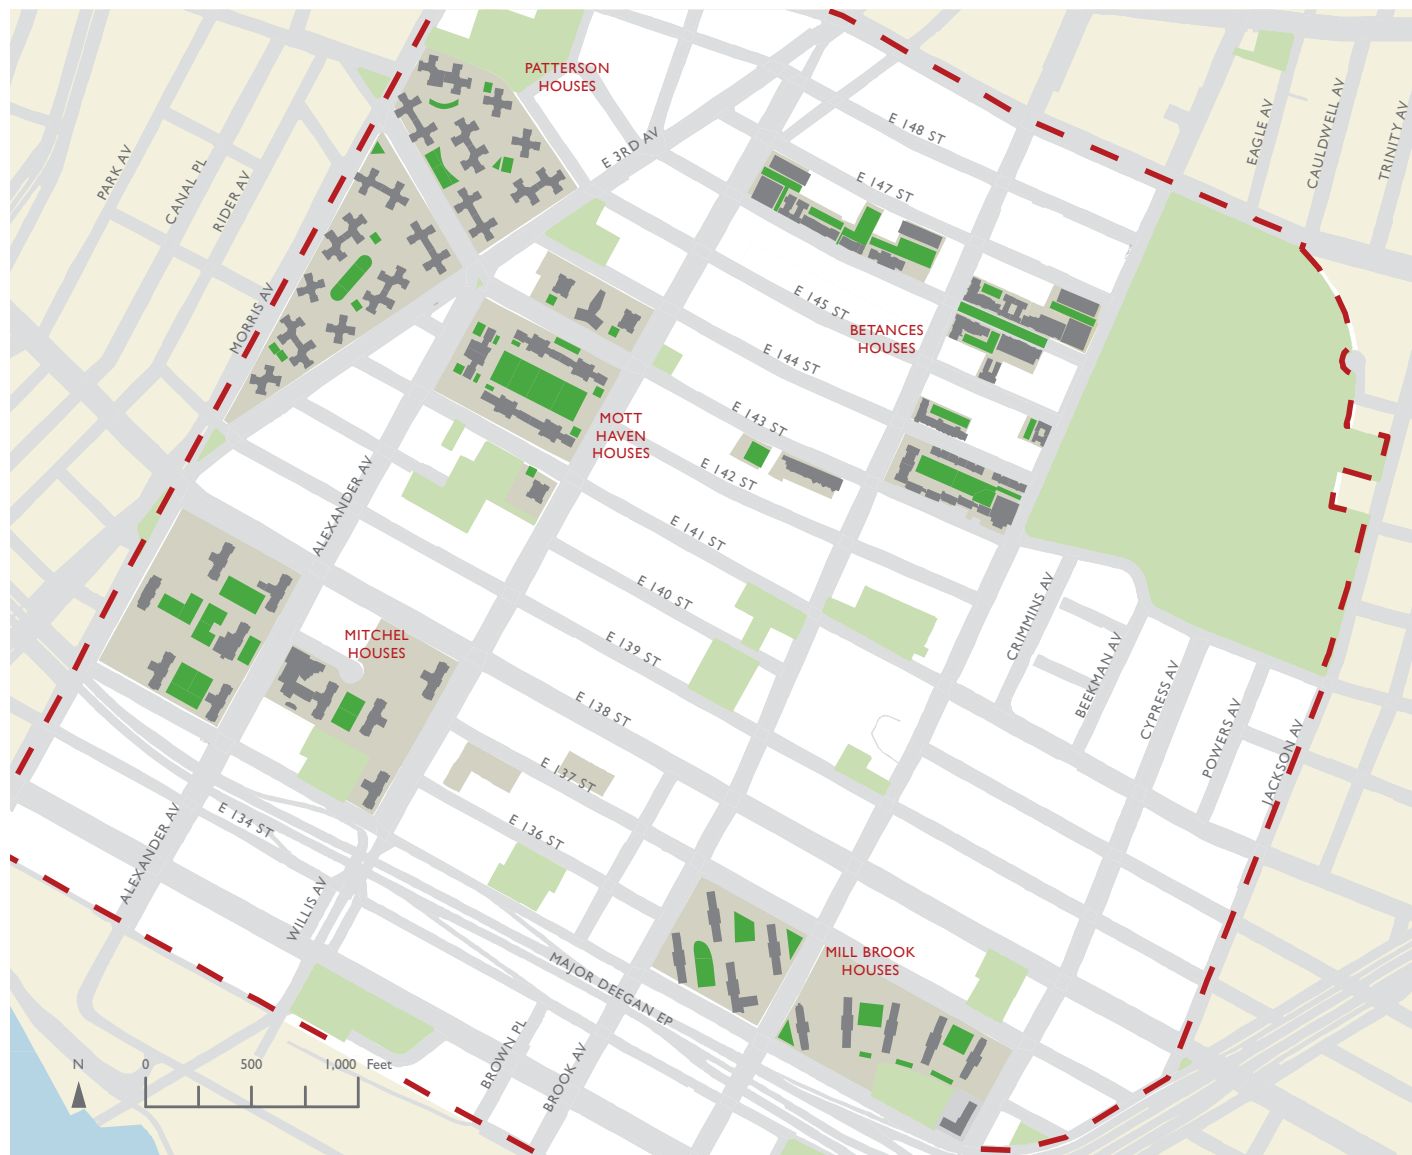 PATTERSON
HOUSES
E 3RD AV
E 148 ST
EAGLE AV
CAULDWELL AV
TRINITY AV
PARK AV
CANAL PL
RIDER AV
E 147 ST
MORRIS AV
E 145 ST
BETANCES
HOUSES
E 144 ST
E 143 ST
MOTT
HAVEN
HOUSES
E 142 ST
ALEXANDER AV
E 141 ST
E 140 ST
CRIMMINS AV
MITCHEL
HOUSES
E 139 ST
BEEKMAN AV
CYPRESS AV
POWERS AV
JACKSON AV
E 138 ST
E 137 ST
E 134 ST
E 136 ST
ALEXANDER AV
WILLIS AV
MILL BROOK
HOUSES
MAJOR DEEGAN EP
BROWN PL
BROOK AV
N
0 500 1,000 Feet